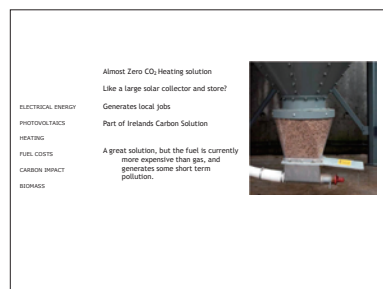 Almost Zero CO₂ Heating solution
Like a large solar collector and store?
Generates local jobs
Part of Irelands Carbon Solution
A great solution, but the fuel is currently
more expensive than gas, and
generates some short term
pollution.
ELECTRICAL ENERGY
PHOTOVOLTAICS
HEATING
FUEL COSTS
CARBON IMPACT
BIOMASS